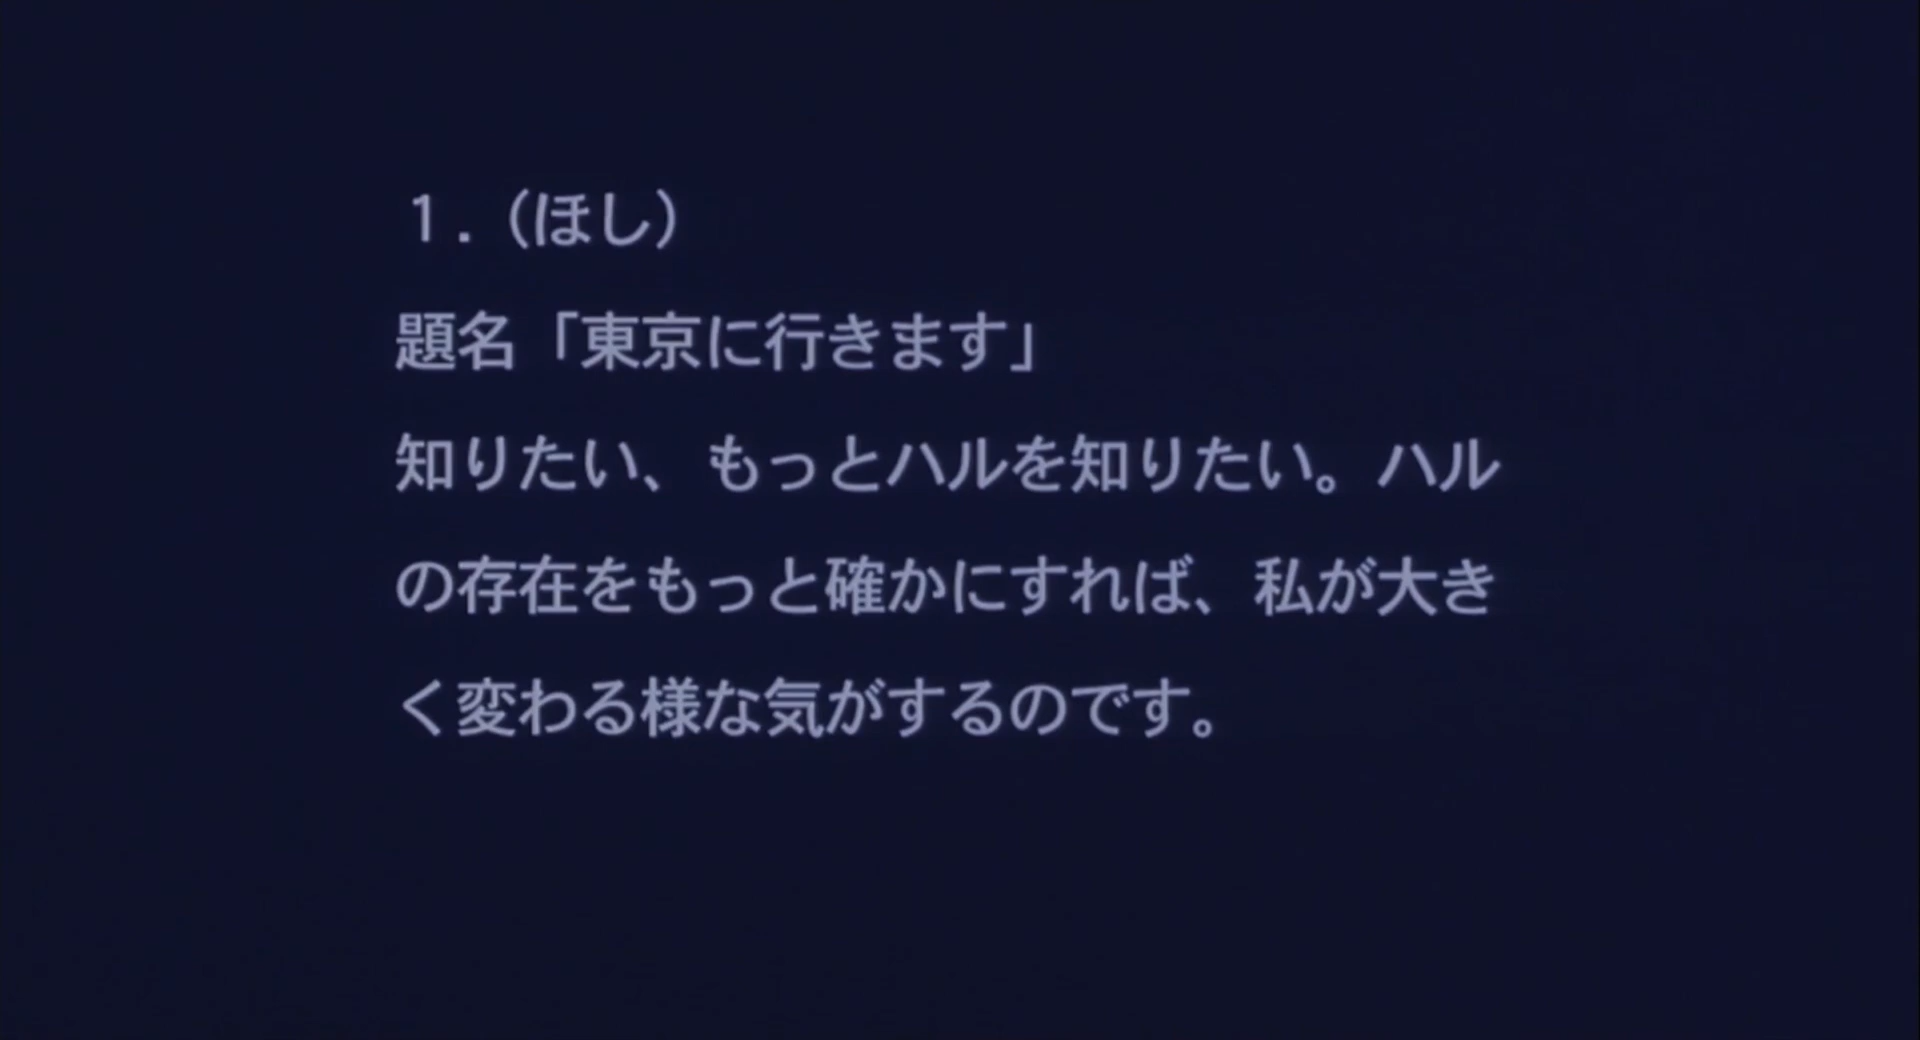 １．（ほし）
題名「東京に行きます」
知りたい、もっとハルを知りたい。ハル
の存在をもっと確かにすれば、私が大き
く変わる様な気がするのです。